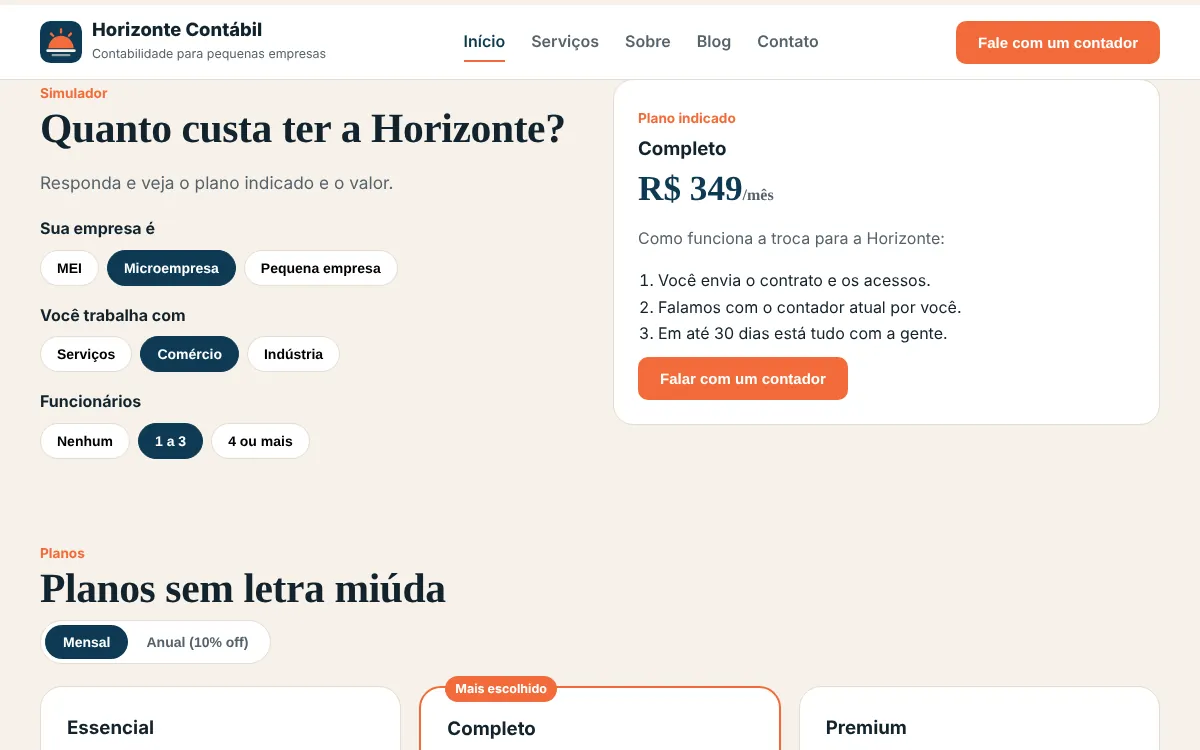 Horizonte Contábil
Contabilidade para pequenas empresas
Início
Serviços
Sobre
Blog
Contato
Fale com um contador
Simulador
Quanto custa ter a Horizonte?
Responda e veja o plano indicado e o valor.
Sua empresa é
MEI
Microempresa
Pequena empresa
Você trabalha com
Serviços
Comércio
Indústria
Funcionários
Nenhum
1 a 3
4 ou mais
Plano indicado
Completo
R$ 349/mês
Como funciona a troca para a Horizonte:
1. Você envia o contrato e os acessos.
2. Falamos com o contador atual por você.
3. Em até 30 dias está tudo com a gente.
Falar com um contador
Planos
Planos sem letra miúda
Mensal
Anual (10% off)
Essencial
Mais escolhido
Completo
Premium